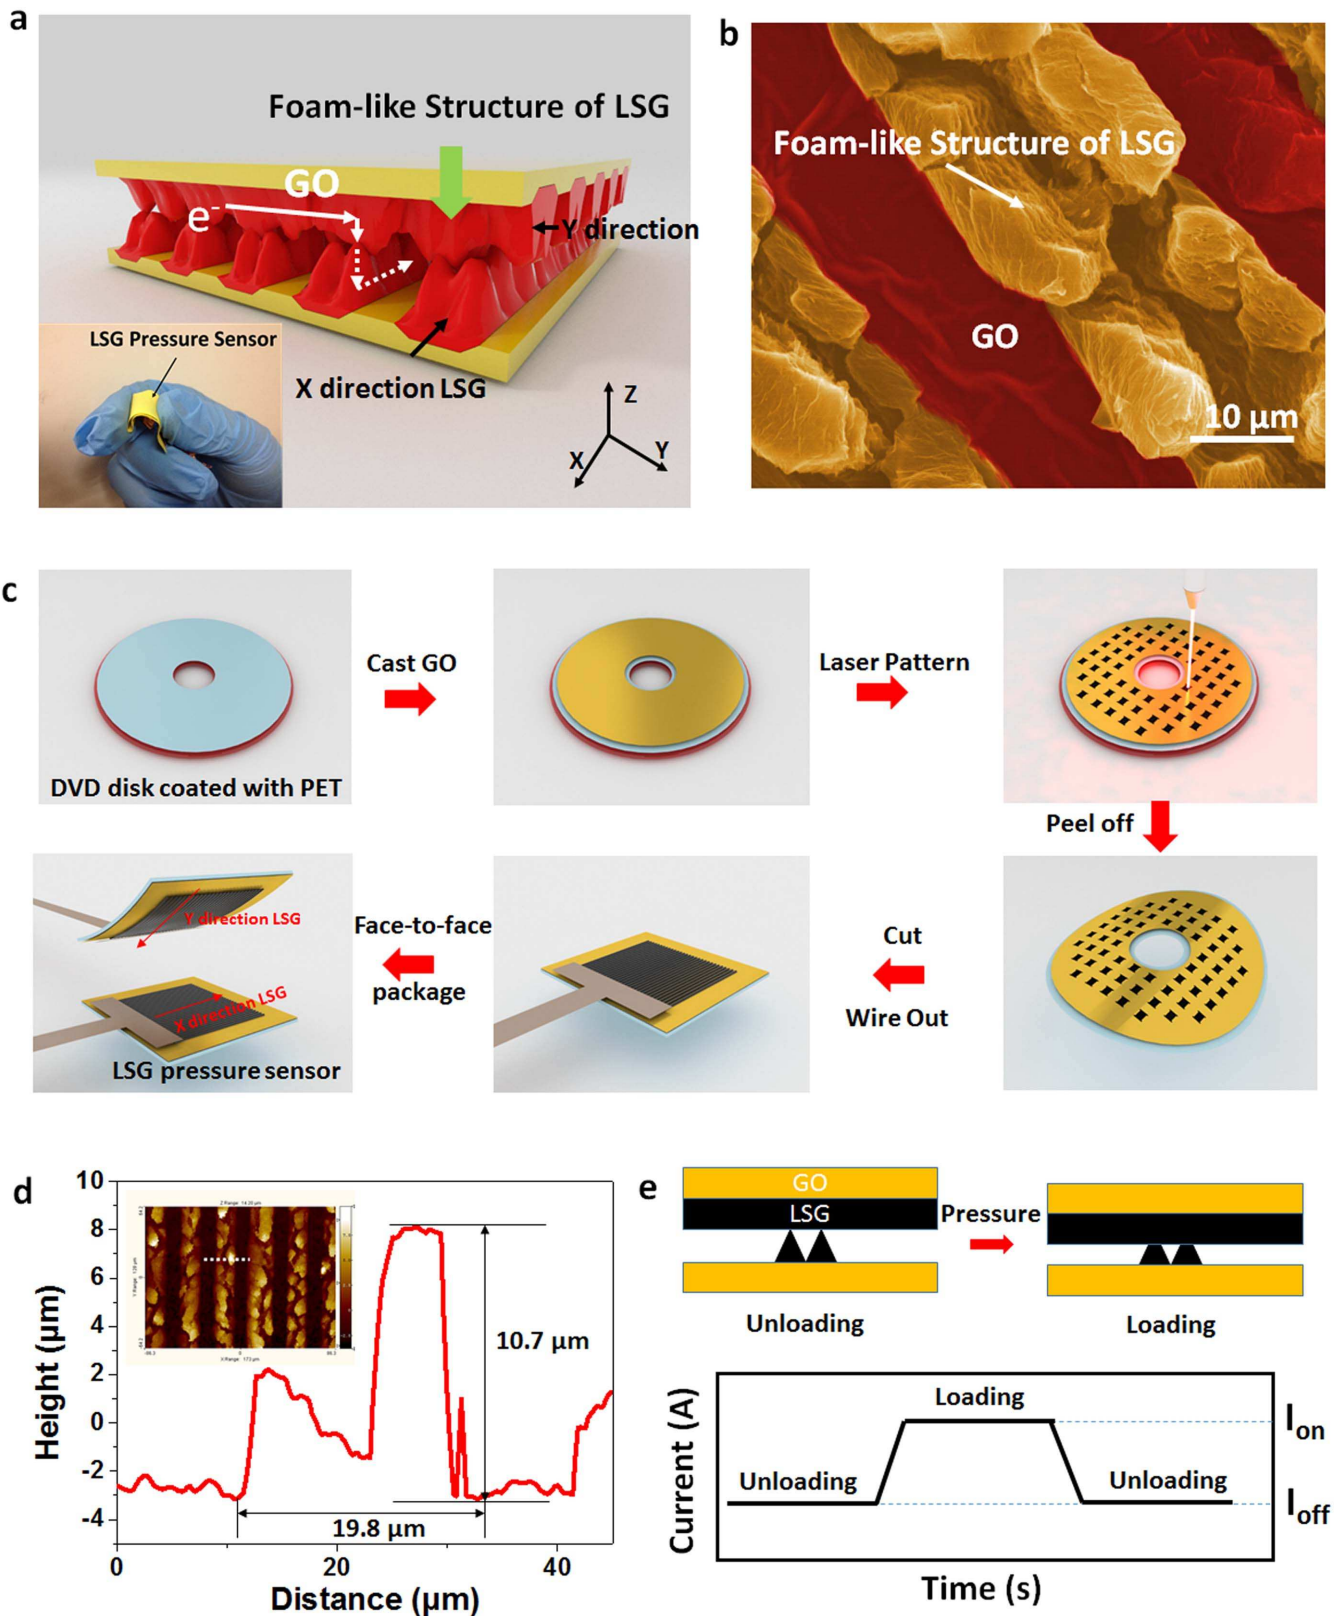 a
Foam-like Structure of LSG
GO
e-
Y direction
LSG Pressure Sensor
X direction LSG
Z
X
Y
b
Foam-like Structure of LSG
GO
10 μm
c
Cast GO
Laser Pattern
DVD disk coated with PET
Peel off
Y direction LSG
X direction LSG
LSG pressure sensor
Face-to-face
package
Cut
Wire Out
d
10
8
6
4
2
0
-2
-4
Height (μm)
10.7 μm
19.8 μm
0
20
40
Distance (μm)
e
GO
LSG
Pressure
Unloading
Loading
Current (A)
Loading
Unloading
Unloading
Ion
Ioff
Time (s)